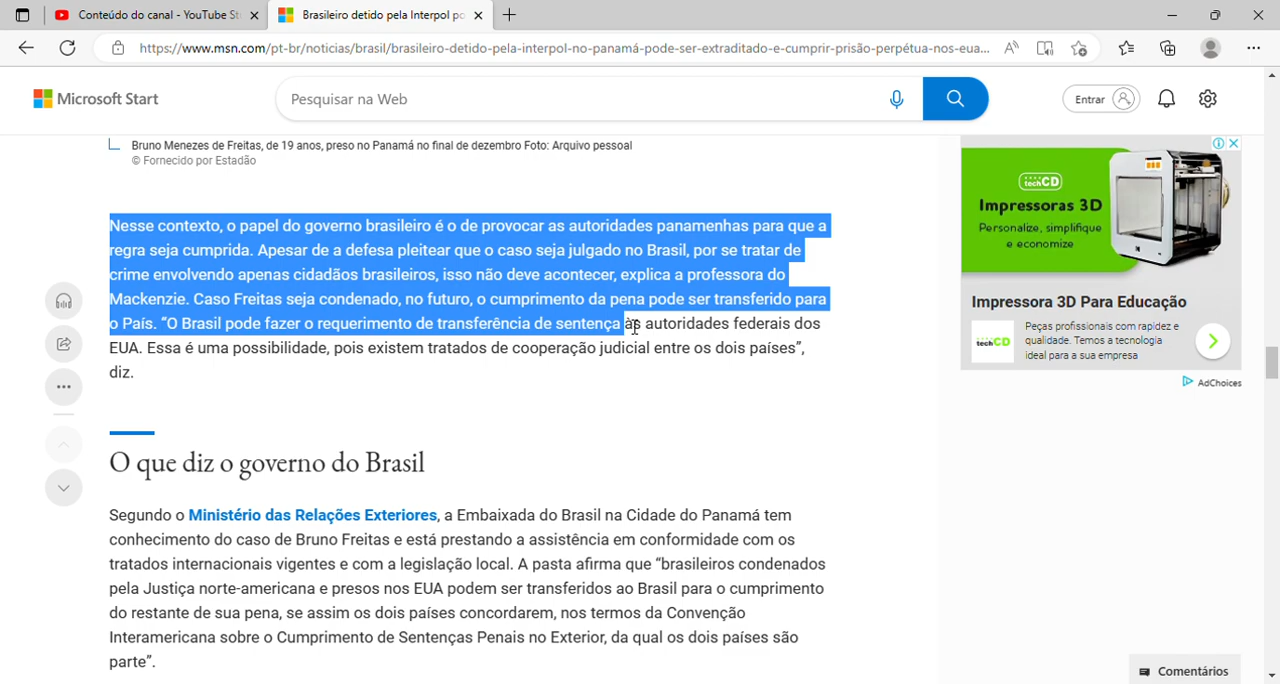 Conteúdo do canal - YouTube St
Brasileiro detido pela Interpol po
https://www.msn.com/pt-br/noticias/brasil/brasileiro-detido-pela-interpol-no-panamá-pode-ser-extraditado-e-cumprir-prisão-perpétua-nos-eua...
Microsoft Start
Pesquisar na Web
Entrar
Bruno Menezes de Freitas, de 19 anos, preso no Panamá no final de dezembro Foto: Arquivo pessoal
© Fornecido por Estadão
Nesse contexto, o papel do governo brasileiro é o de provocar as autoridades panamenhas para que a
regra seja cumprida. Apesar de a defesa pleitear que o caso seja julgado no Brasil, por se tratar de
crime envolvendo apenas cidadãos brasileiros, isso não deve acontecer, explica a professora do
Mackenzie. Caso Freitas seja condenado, no futuro, o cumprimento da pena pode ser transferido para
o País. “O Brasil pode fazer o requerimento de transferência de sentença às autoridades federais dos
EUA. Essa é uma possibilidade, pois existem tratados de cooperação judicial entre os dois países”,
diz.
O que diz o governo do Brasil
Segundo o Ministério das Relações Exteriores, a Embaixada do Brasil na Cidade do Panamá tem
conhecimento do caso de Bruno Freitas e está prestando a assistência em conformidade com os
tratados internacionais vigentes e com a legislação local. A pasta afirma que “brasileiros condenados
pela Justiça norte-americana e presos nos EUA podem ser transferidos ao Brasil para o cumprimento
do restante de sua pena, se assim os dois países concordarem, nos termos da Convenção
Interamericana sobre o Cumprimento de Sentenças Penais no Exterior, da qual os dois países são
parte”.
techCD
Impressoras 3D
Personalize, simplifique
e economize
Impressora 3D Para Educação
techCD
Peças profissionais com rapidez e
qualidade. Temos a tecnologia
ideal para a sua empresa
AdChoices
Comentários